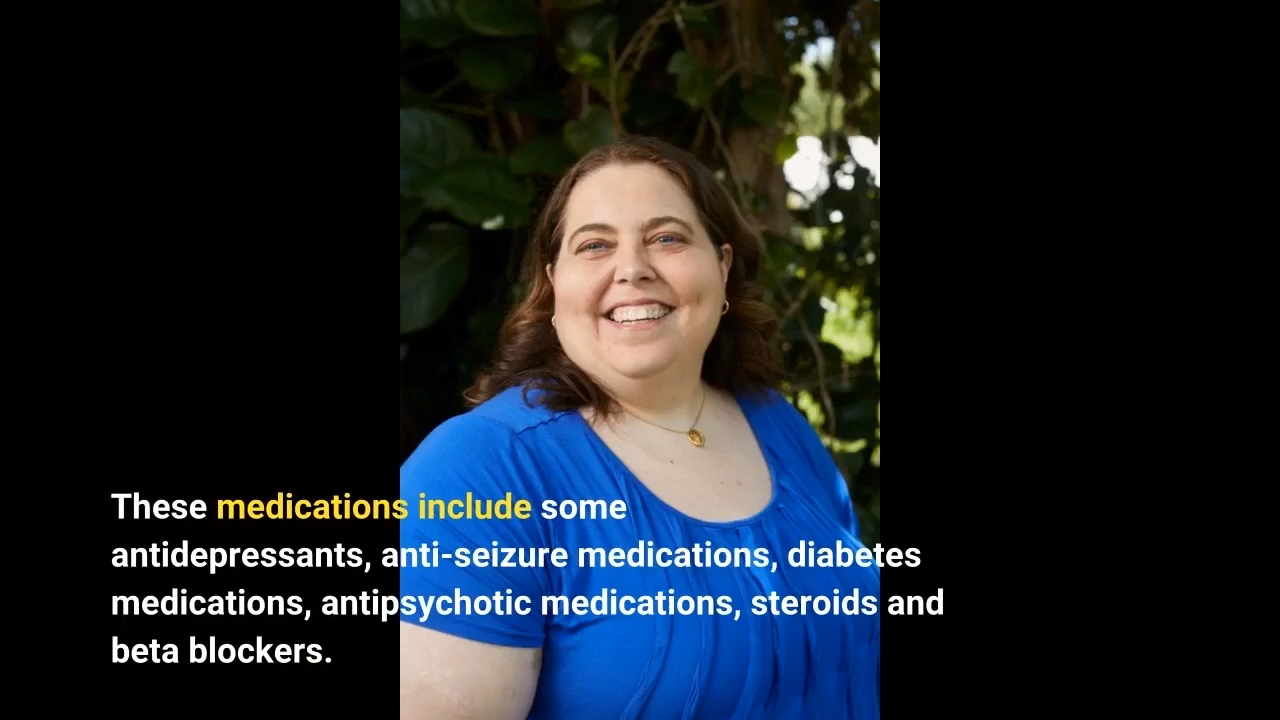 These medications include some
antidepressants, anti-seizure medications, diabetes
medications, antipsychotic medications, steroids and
beta blockers.